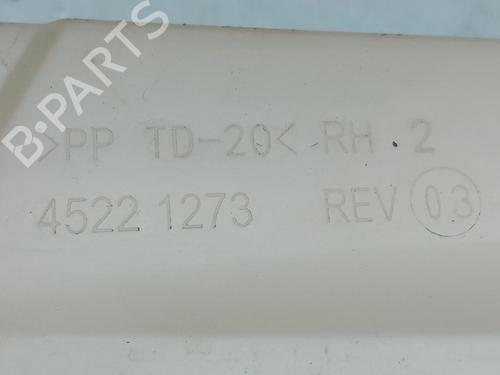 B-PARTS
>PP TD-20< RH 2
4522 1273 REV 03